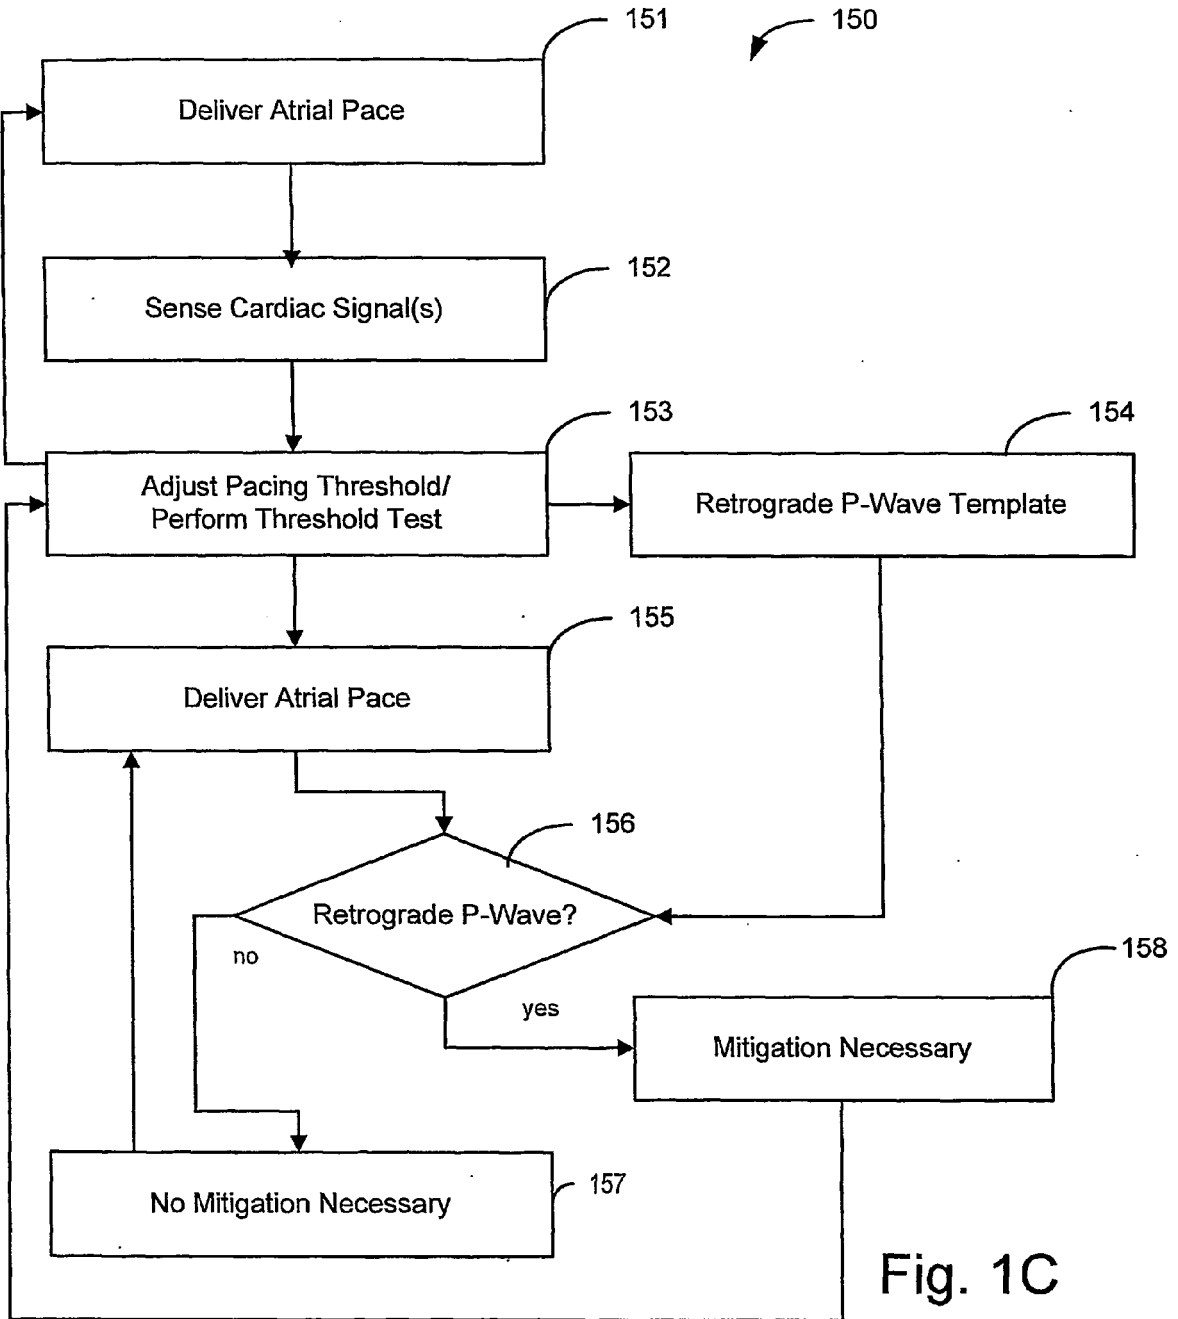 151
150
Deliver Atrial Pace
152
Sense Cardiac Signal(s)
153
154
Adjust Pacing Threshold/
Perform Threshold Test
Retrograde P-Wave Template
155
Deliver Atrial Pace
156
Retrograde P-Wave?
no
yes
158
Mitigation Necessary
157
No Mitigation Necessary
Fig. 1C